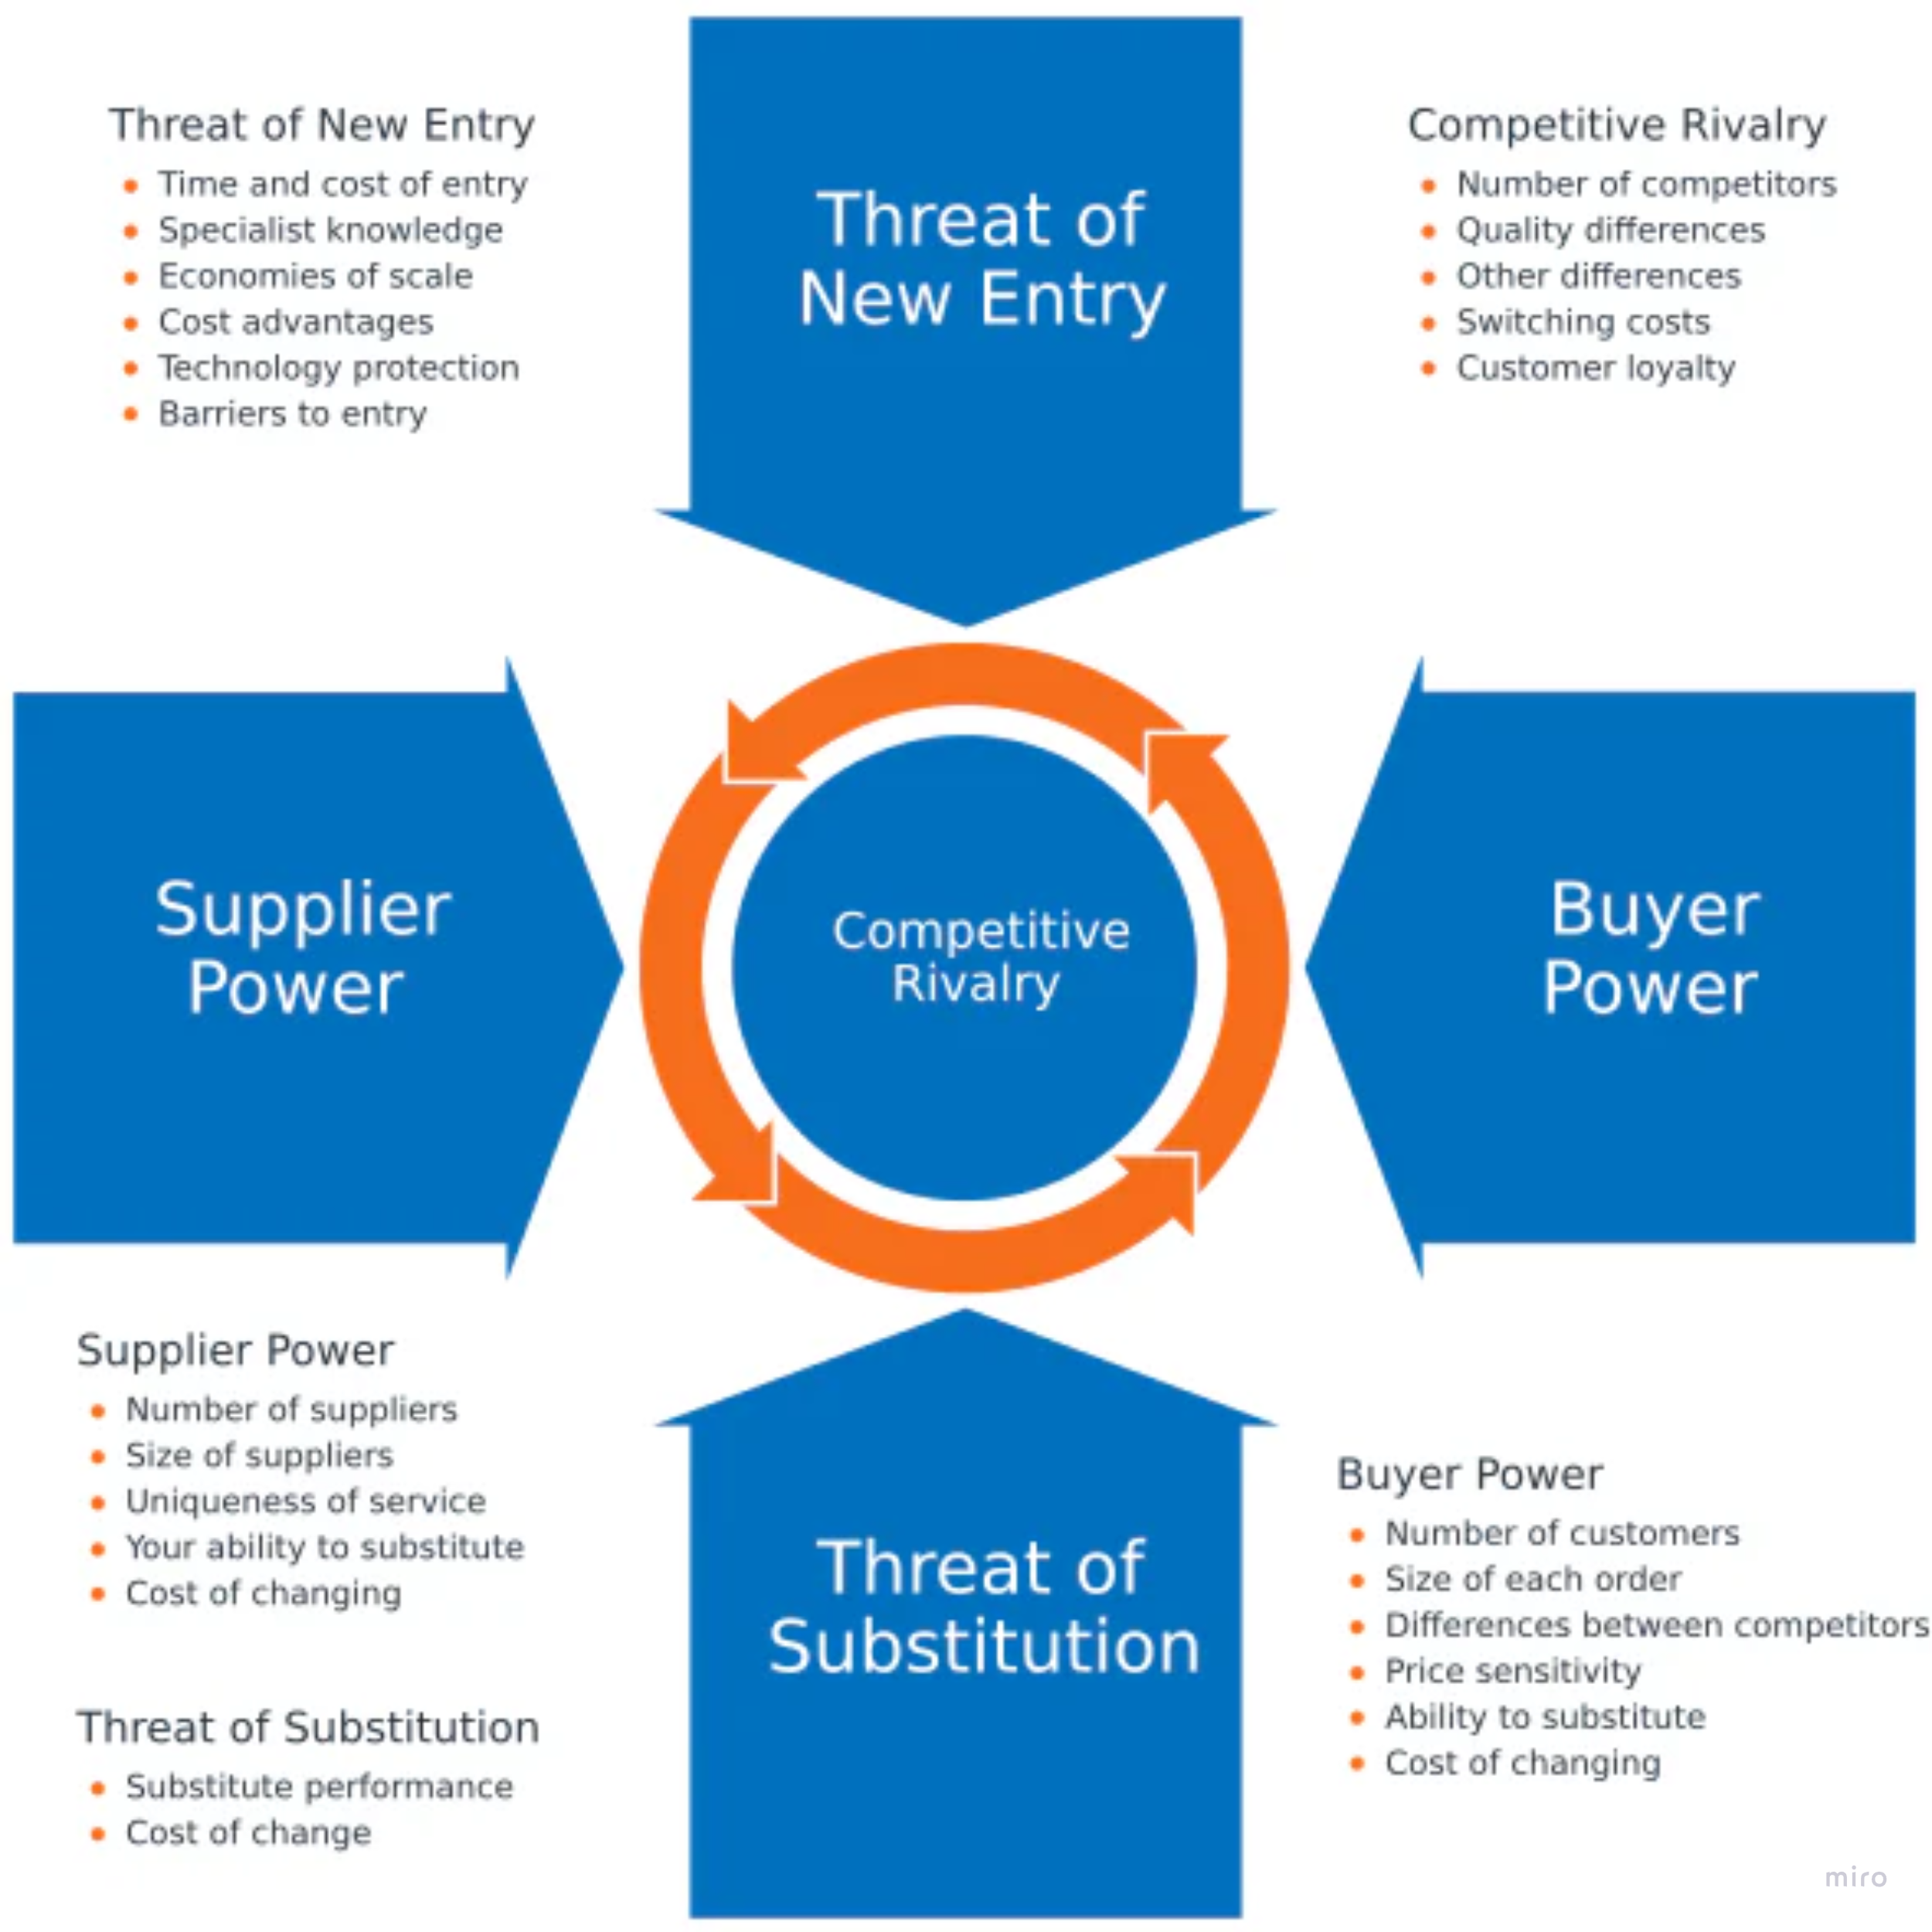 Threat of New Entry
Time and cost of entry
Specialist knowledge
Economies of scale
Cost advantages
Technology protection
Barriers to entry
Threat of
New Entry
Competitive Rivalry
Number of competitors
Quality differences
Other differences
Switching costs
Customer loyalty
Supplier
Power
Competitive
Rivalry
Buyer
Power
Supplier Power
Number of suppliers
Size of suppliers
Uniqueness of service
Your ability to substitute
Cost of changing
Threat of Substitution
Substitute performance
Cost of change
Threat of
Substitution
Buyer Power
Number of customers
Size of each order
Differences between competitors
Price sensitivity
Ability to substitute
Cost of changing
miro